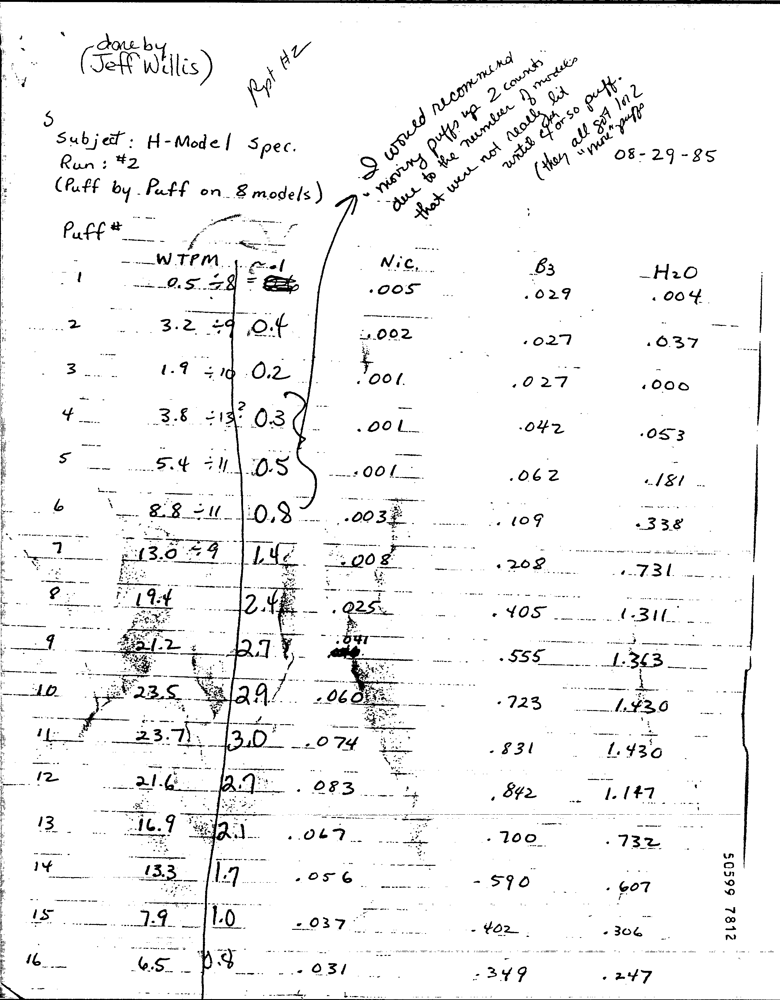 done by
(Jeff Willis)
Rpt H2
I would recommend
"moving puffs up 2 counts"
due to the number of models
that were not really lit
until 4 or so puff.
(they all got 1 or 2
"more" puffs
08-29-85
S
Subject: H-Model Spec.
Run: #2
(Puff by Puff on 8 models)
Puff #
WTPM Nic. B3 H2O
1 0.5 ÷8 = ~.1 .005 .029 .004
2 3.2 ÷9 0.4 .002 .027 .037
3 1.9 ÷10 0.2 .001 .027 .000
4 3.8 ÷13? 0.3 .001 .042 .053
5 5.4 ÷11 0.5 .001 .062 .181
6 8.8 ÷11 0.8 .003 .109 .338
7 13.0 ÷9 1.4 .008 .208 .731
8 19.4 2.4 .025 .405 1.311
9 21.2 2.7 .041 .555 1.363
10 23.5 2.9 .060 .723 1.430
11 23.7 3.0 .074 .831 1.430
12 21.6 2.7 .083 .842 1.147
13 16.9 2.1 .067 .700 .732
14 13.3 1.7 .056 .590 .607
15 7.9 1.0 .037 .402 .306
16 6.5 0.8 .031 .349 .247
50599 7812